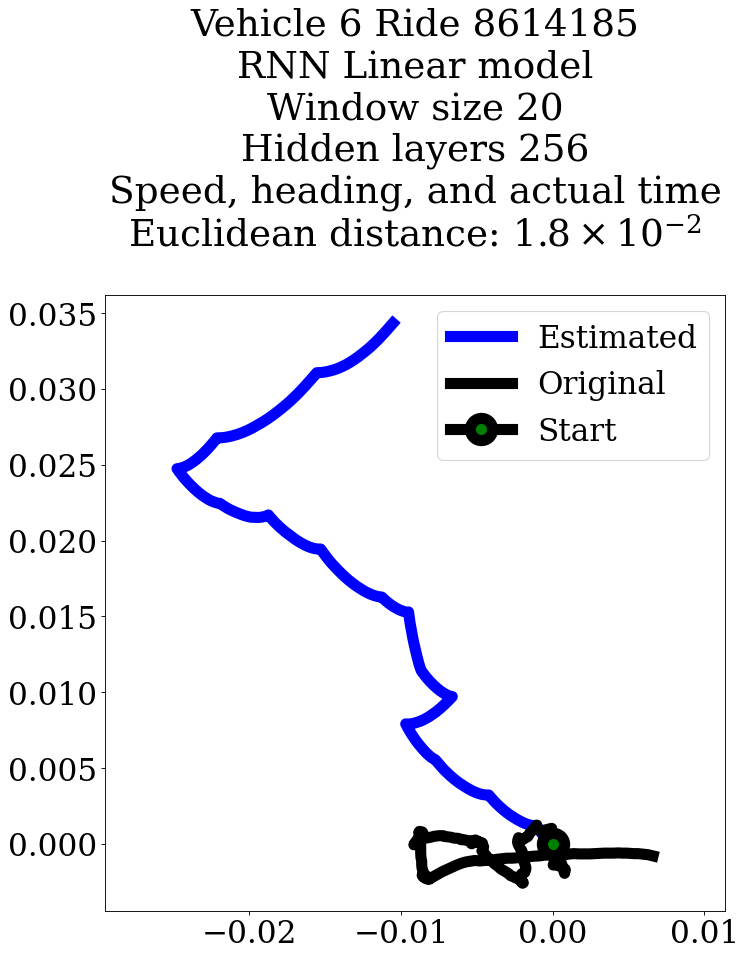 Vehicle 6 Ride 8614185
RNN Linear model
Window size 20
Hidden layers 256
Speed, heading, and actual time
Euclidean distance: 1.8 × 10⁻²
0.035
0.030
0.025
0.020
0.015
0.010
0.005
0.000
Estimated
Original
Start
−0.02
−0.01
0.00
0.01